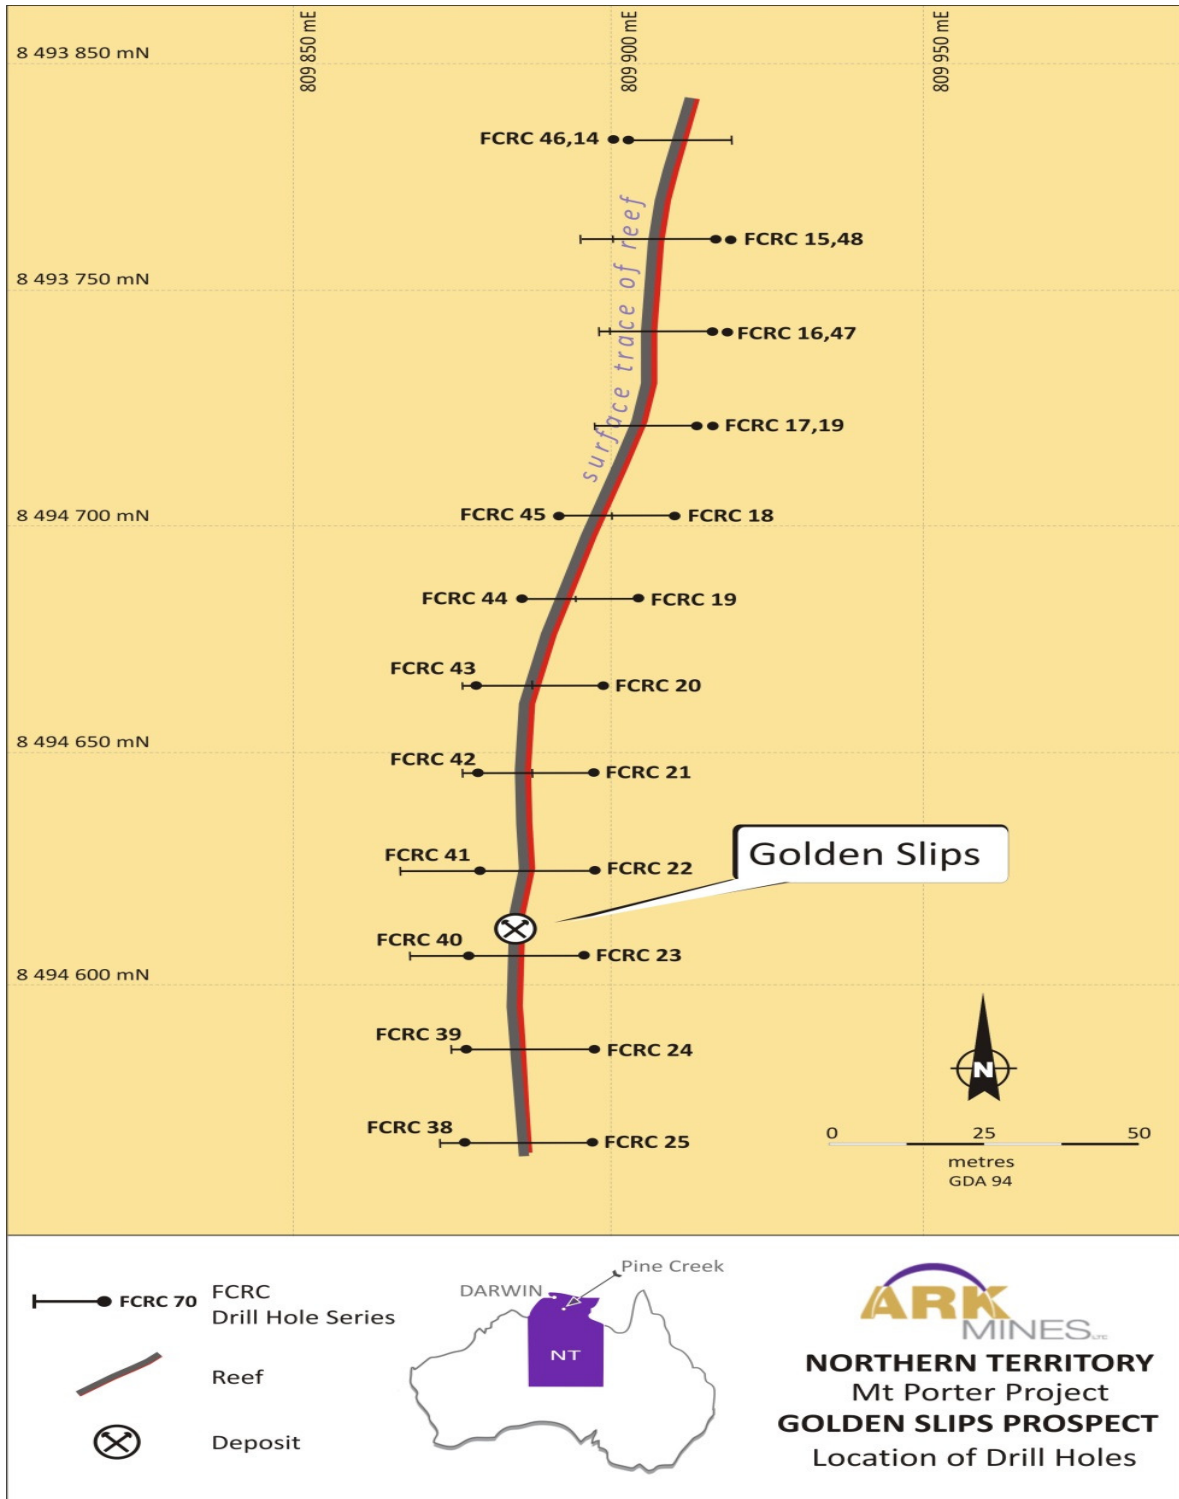 809 850 mE
809 900 mE
809 950 mE
8 493 850 mN
FCRC 46,14
surface trace of reef
FCRC 15,48
8 493 750 mN
FCRC 16,47
FCRC 17,19
8 494 700 mN
FCRC 45
FCRC 18
FCRC 44
FCRC 19
FCRC 43
FCRC 20
8 494 650 mN
FCRC 42
FCRC 21
Golden Slips
FCRC 41
FCRC 22
FCRC 40
FCRC 23
8 494 600 mN
FCRC 39
FCRC 24
N
FCRC 38
FCRC 25
0 25 50
metres
GDA 94
FCRC 70
FCRC
Drill Hole Series
Reef
Deposit
Pine Creek
DARWIN
NT
ARK
MINES LTD
NORTHERN TERRITORY
Mt Porter Project
GOLDEN SLIPS PROSPECT
Location of Drill Holes